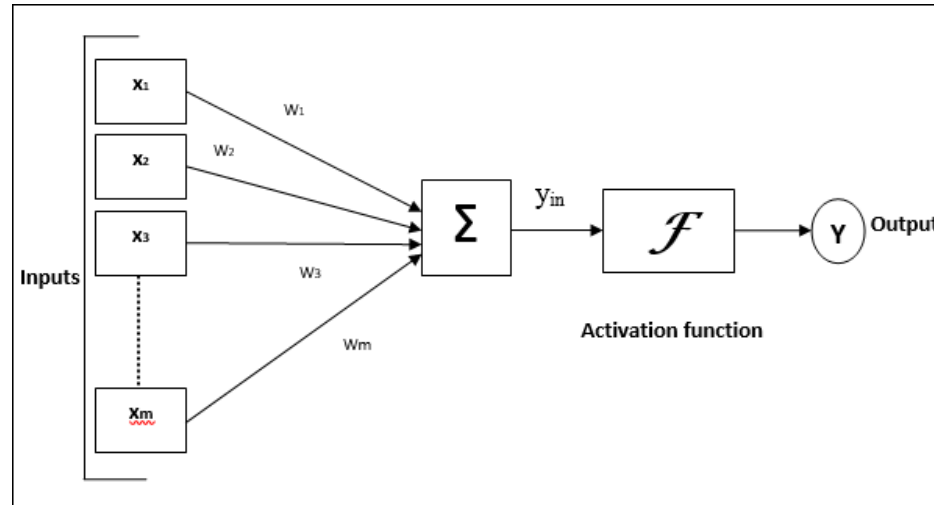 x1
W1
x2
W2
x3
Σ
yin
ℱ
Y
Output
Inputs
W3
Activation function
Wm
xm